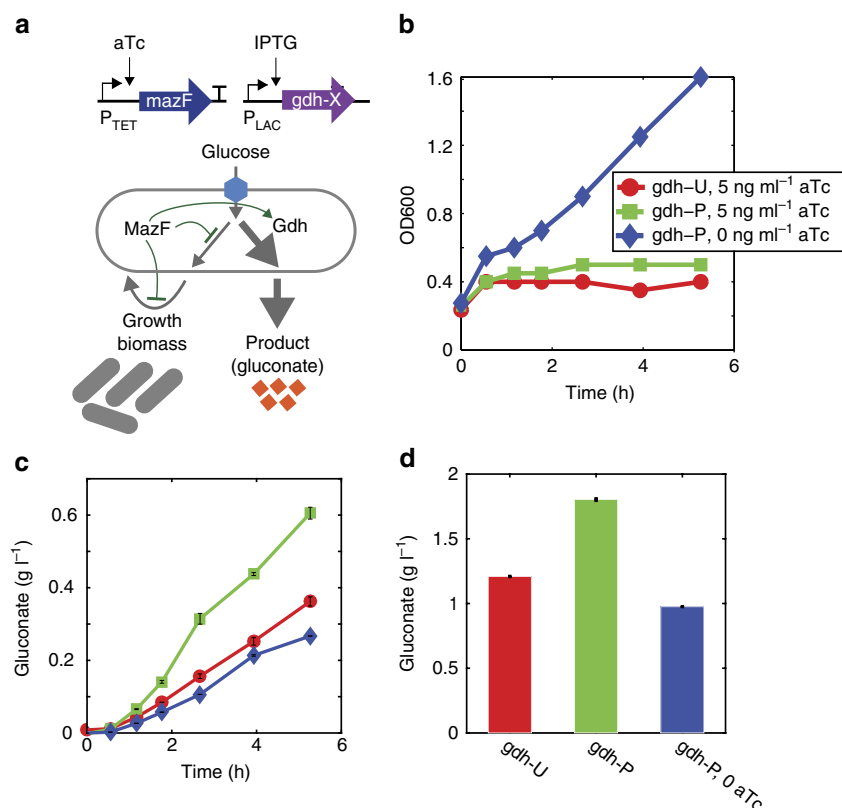 a
aTc
IPTG
mazF
gdh-X
P_TET
P_LAC
Glucose
MazF
Gdh
Growth
biomass
Product
(gluconate)
b
1.6
1.2
0.8
0.4
0
OD600
gdh–U, 5 ng ml⁻¹ aTc
gdh–P, 5 ng ml⁻¹ aTc
gdh–P, 0 ng ml⁻¹ aTc
0 2 4 6
Time (h)
c
0.6
0.4
0.2
0
Gluconate (g l⁻¹)
0 2 4 6
Time (h)
d
2
1.5
1
0.5
0
Gluconate (g l⁻¹)
gdh-U
gdh-P
gdh-P, 0 aTc